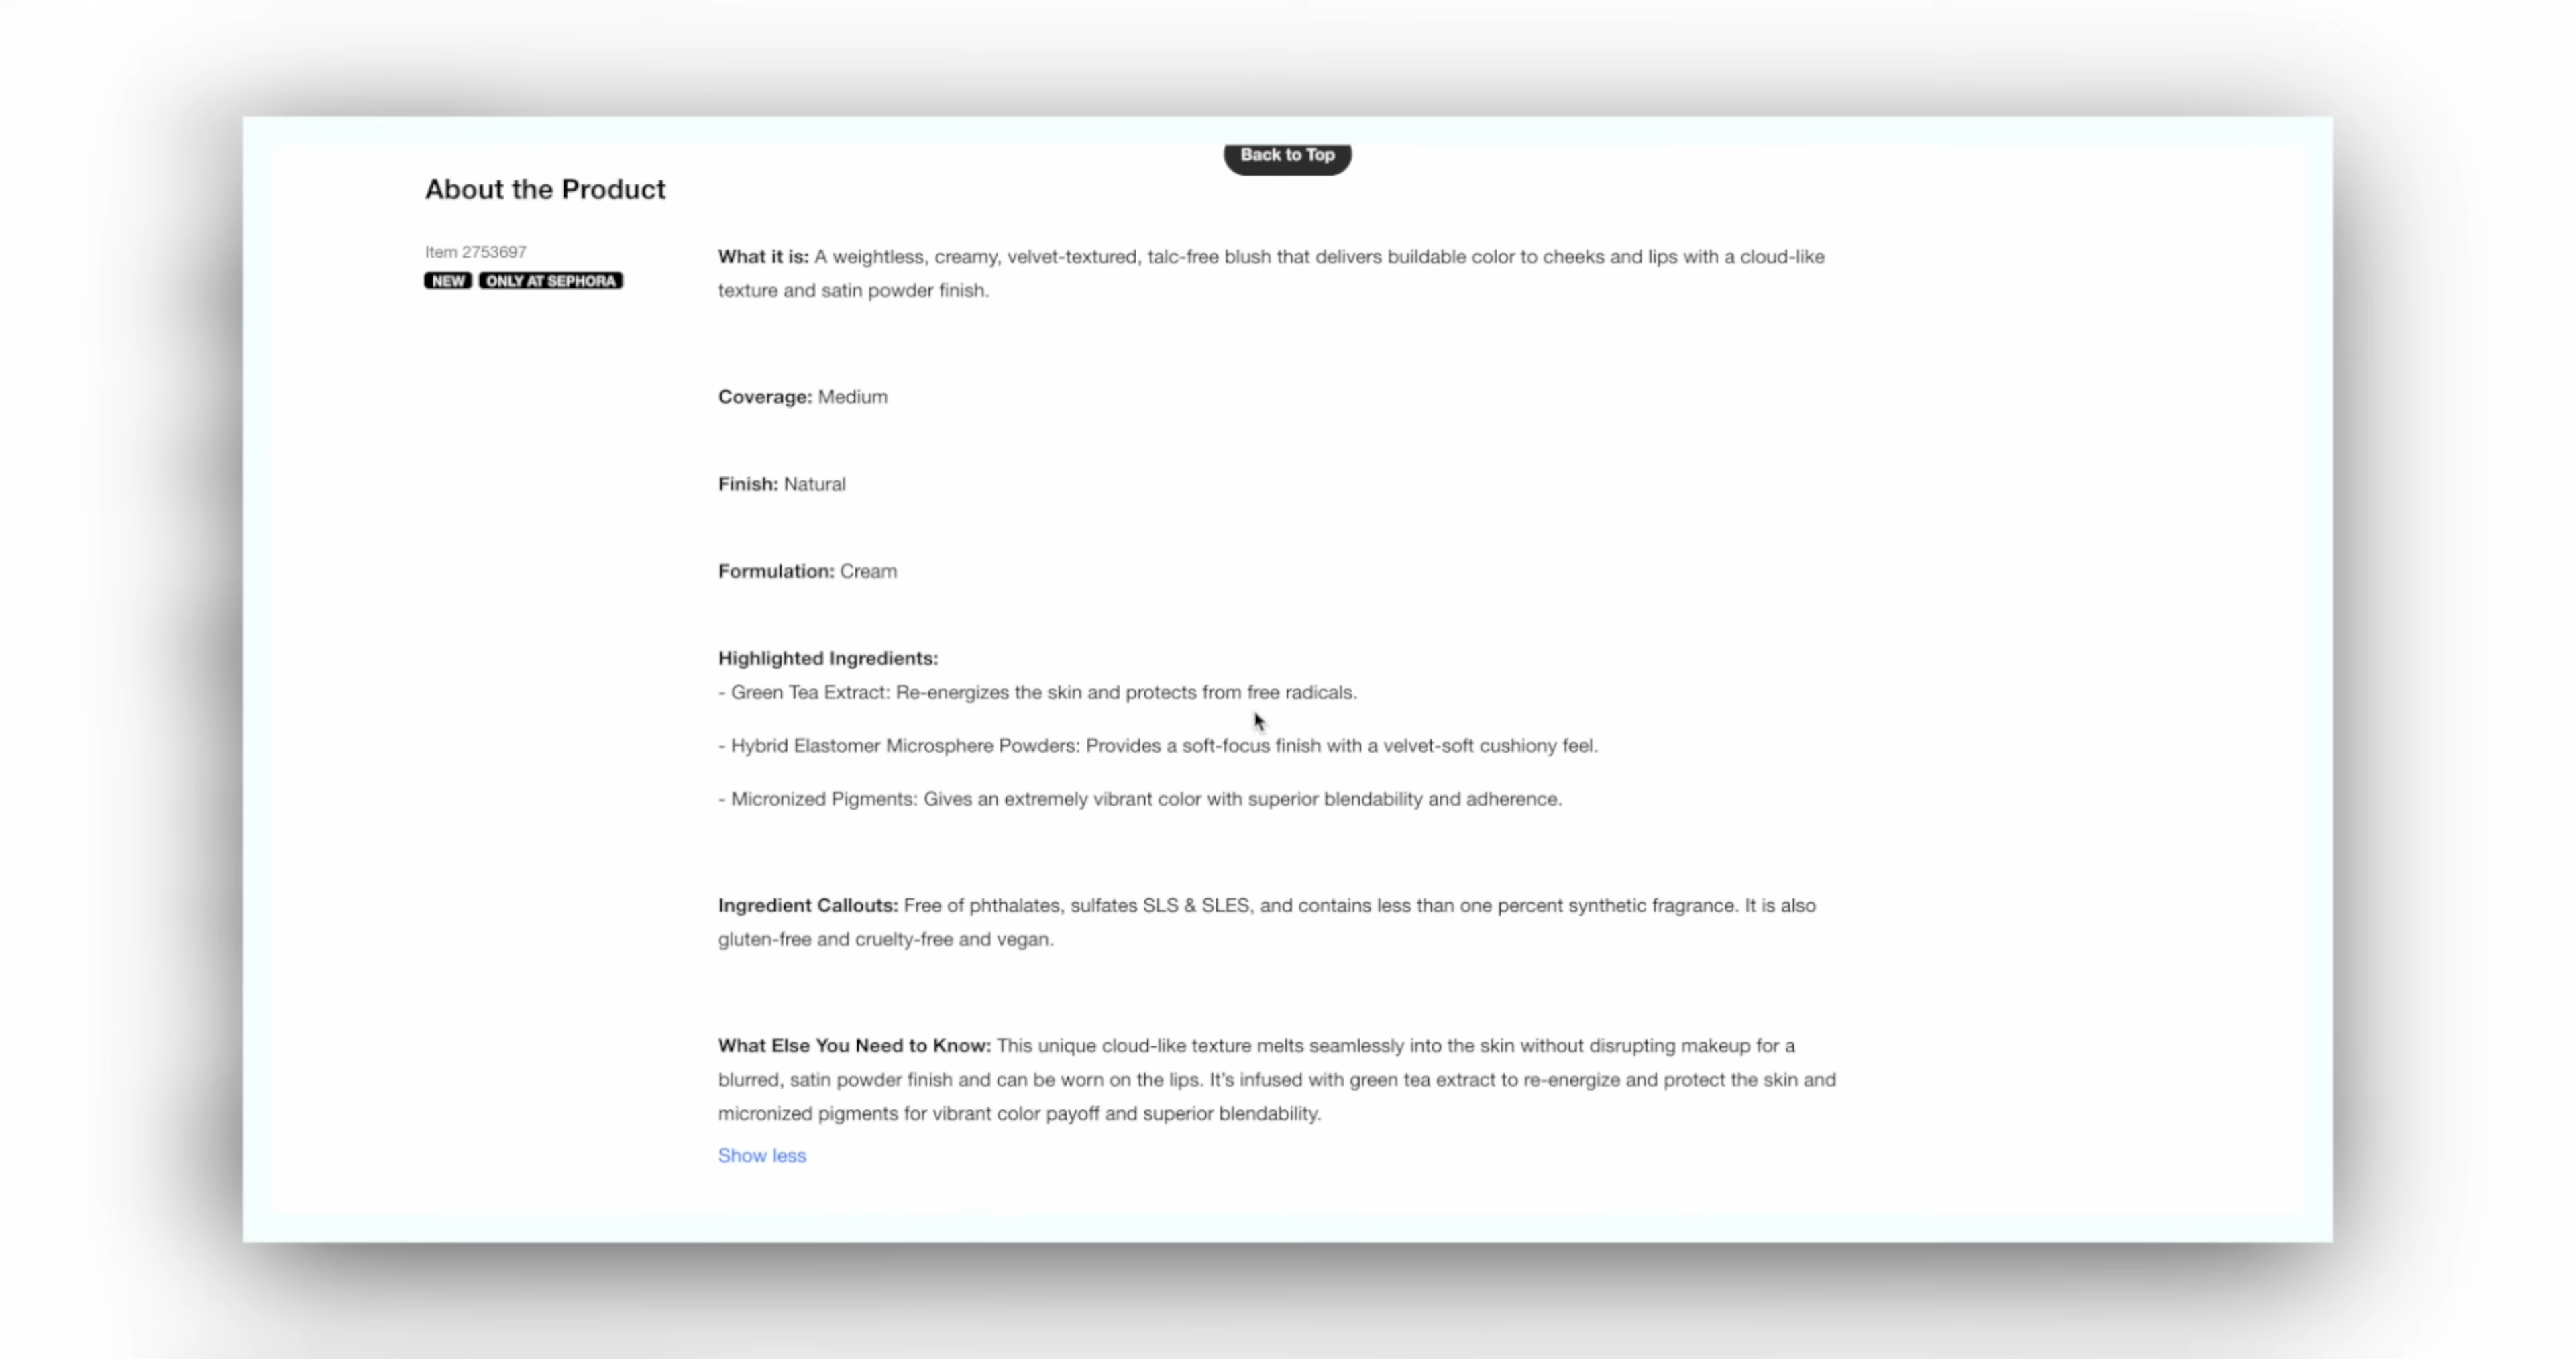 Back to Top
About the Product
Item 2753697
NEW ONLY AT SEPHORA
What it is: A weightless, creamy, velvet-textured, talc-free blush that delivers buildable color to cheeks and lips with a cloud-like
texture and satin powder finish.
Coverage: Medium
Finish: Natural
Formulation: Cream
Highlighted Ingredients:
- Green Tea Extract: Re-energizes the skin and protects from free radicals.
- Hybrid Elastomer Microsphere Powders: Provides a soft-focus finish with a velvet-soft cushiony feel.
- Micronized Pigments: Gives an extremely vibrant color with superior blendability and adherence.
Ingredient Callouts: Free of phthalates, sulfates SLS & SLES, and contains less than one percent synthetic fragrance. It is also
gluten-free and cruelty-free and vegan.
What Else You Need to Know: This unique cloud-like texture melts seamlessly into the skin without disrupting makeup for a
blurred, satin powder finish and can be worn on the lips. It's infused with green tea extract to re-energize and protect the skin and
micronized pigments for vibrant color payoff and superior blendability.
Show less